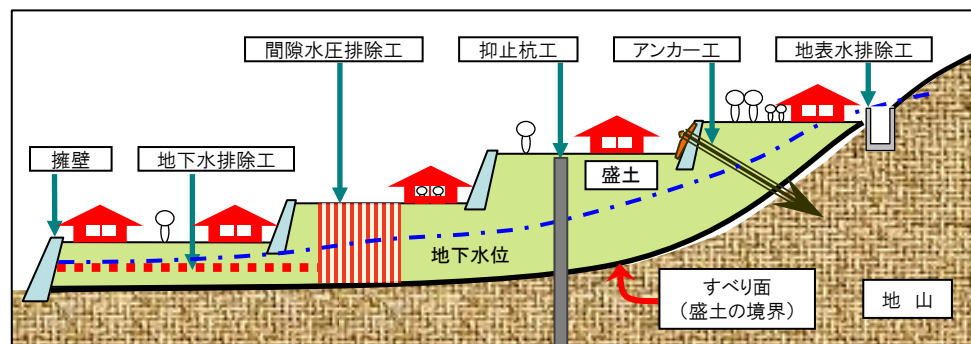 間隙水圧排除工
抑止杭工
アンカー工
地表水排除工
擁壁
地下水排除工
盛土
地下水位
すべり面
（盛土の境界）
地 山